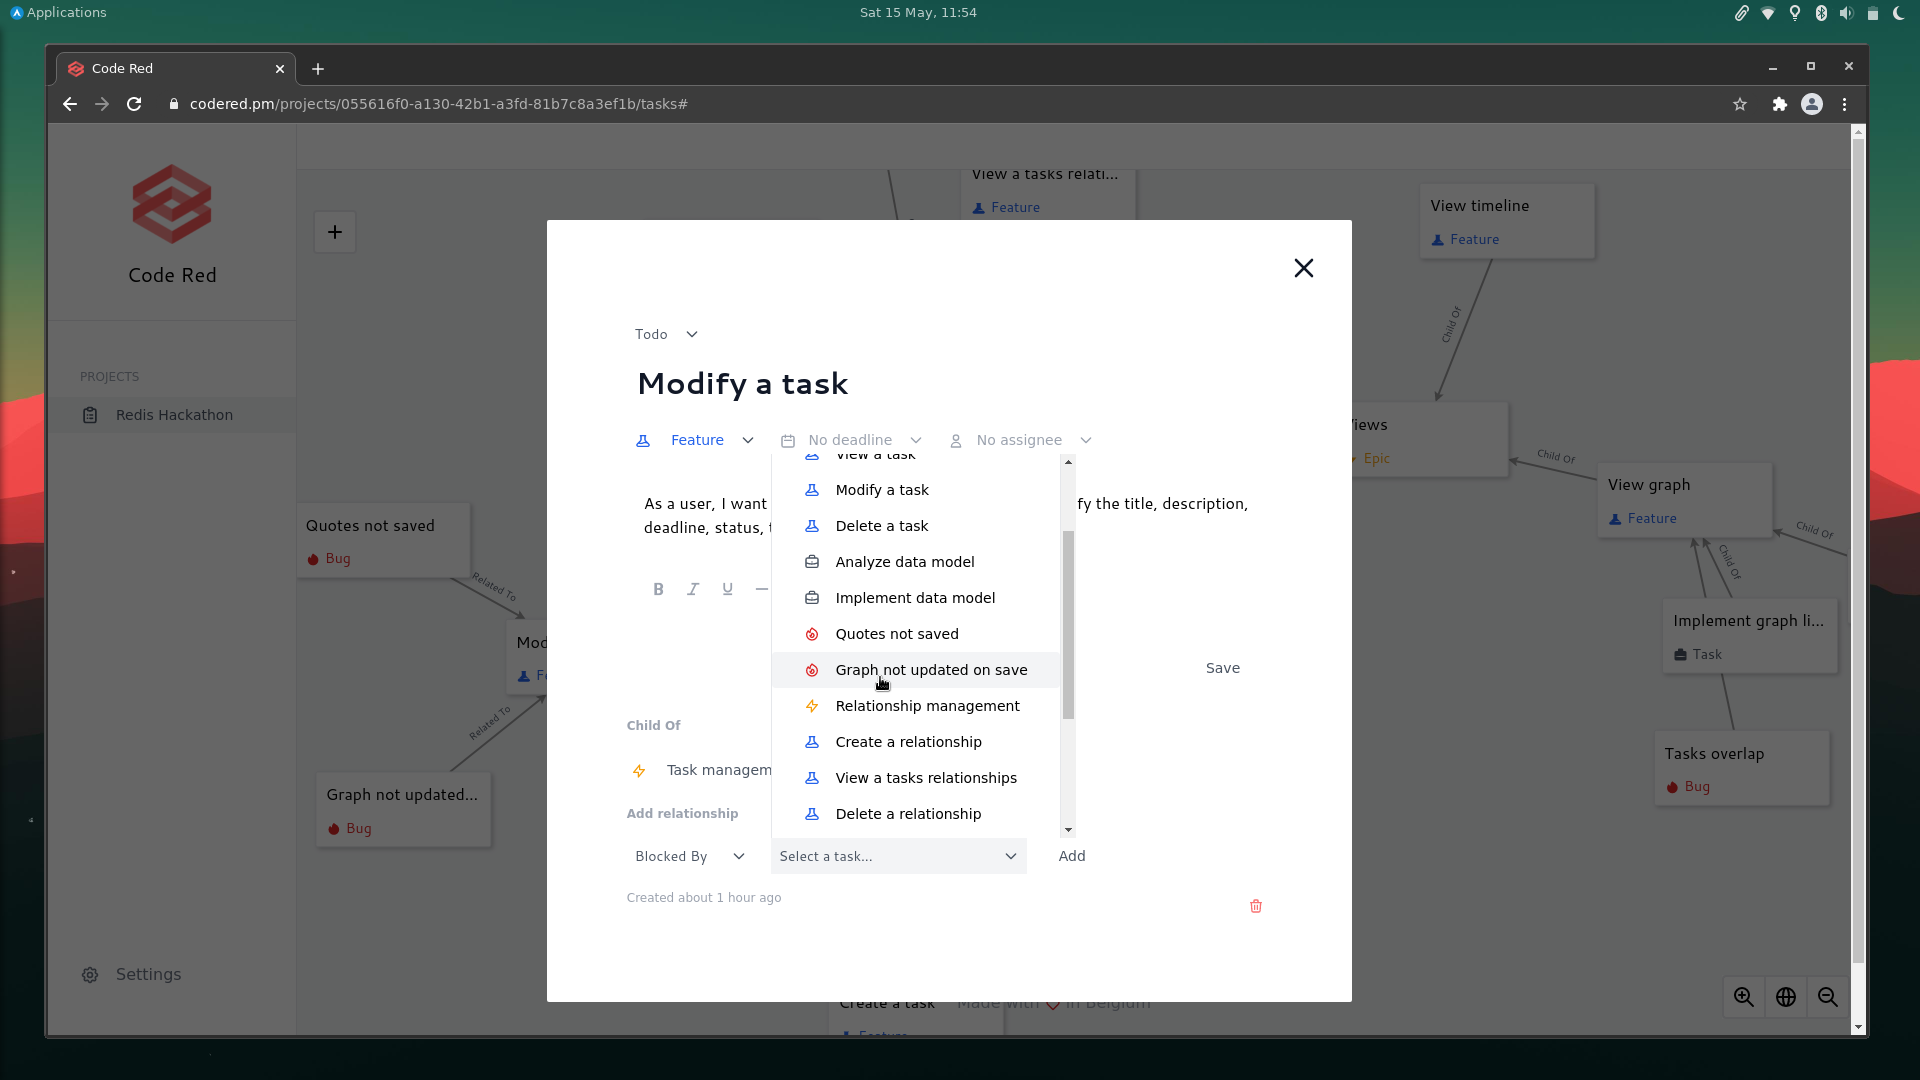 Applications
Sat 15 May, 11:54
Code Red
codered.pm/projects/055616f0-a130-42b1-a3fd-81b7c8a3ef1b/tasks#
Code Red
PROJECTS
Redis Hackathon
Settings
View a tasks relati...
Feature
View timeline
Feature
Child Of
Views
Epic
Child Of
View graph
Feature
Child Of
Child Of
Implement graph li...
Task
Tasks overlap
Bug
Quotes not saved
Bug
Related To
Mod
Fe
Related To
Graph not updated...
Bug
Todo
Modify a task
Feature
No deadline
No assignee
As a user, I want fy the title, description,
deadline, status, t
B I U
Save
View a task
Modify a task
Delete a task
Analyze data model
Implement data model
Quotes not saved
Graph not updated on save
Relationship management
Create a relationship
View a tasks relationships
Delete a relationship
Child Of
Task managem
Add relationship
Blocked By
Select a task...
Add
Created about 1 hour ago
Create a task
Feature
Made with in Belgium